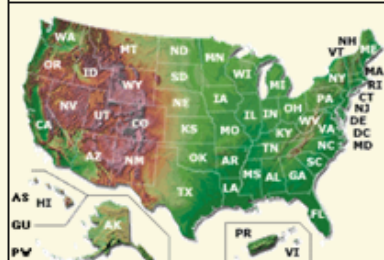 WA
MT
ND
MN
NH
VT
ME
OR
ID
SD
WI
MI
NY
MA
RI
CT
NJ
DE
DC
MD
WY
NE
IA
PA
NV
UT
CO
IL
IN
OH
WY
VA
CA
KS
MO
KY
NC
TN
AZ
NM
OK
AR
SC
MS
AL
GA
TX
LA
FL
AS
HI
GU
AK
PW
PR
VI